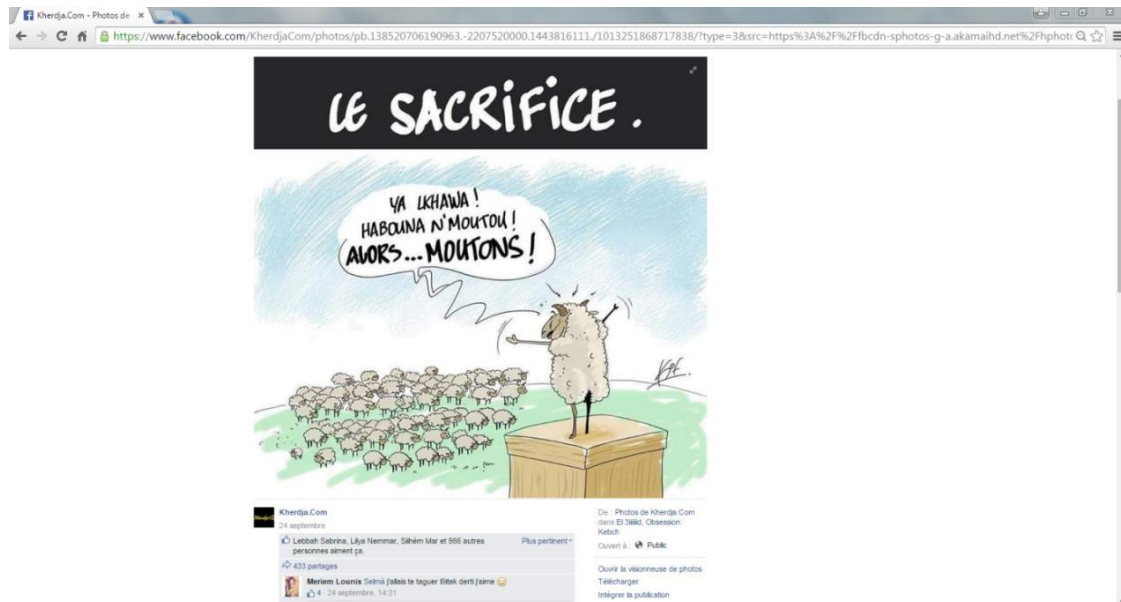 Kherdja.Com - Photos de
https://www.facebook.com/KherdjaCom/photos/pb.138520706190963.-2207520000.1443816111./1013251868717838/?type=3&src=https%3A%2F%2Ffbcdn-sphotos-g-a.akamaihd.net%2Fhphoto
LE SACRIFICE.
YA LKHAWA !
HABOUNA N'MOUTOU !
ALORS... MOUTONS !
Kherdja.Com
24 septembre
Lebbah Sabrina, Lilya Nemmar, Sihèm Msr et 866 autres
personnes aiment ça.
Plus pertinent
433 partages
Meriem Lounis Selmà j'allais te taguer derti j'aime
4 · 24 septembre, 14:31
De : Photos de Kherdja.Com
dans El 3iiiiid, Obsession:
Kebch
Ouvert à : Public
Ouvrir la visionneuse de photos
Télécharger
Intégrer la publication